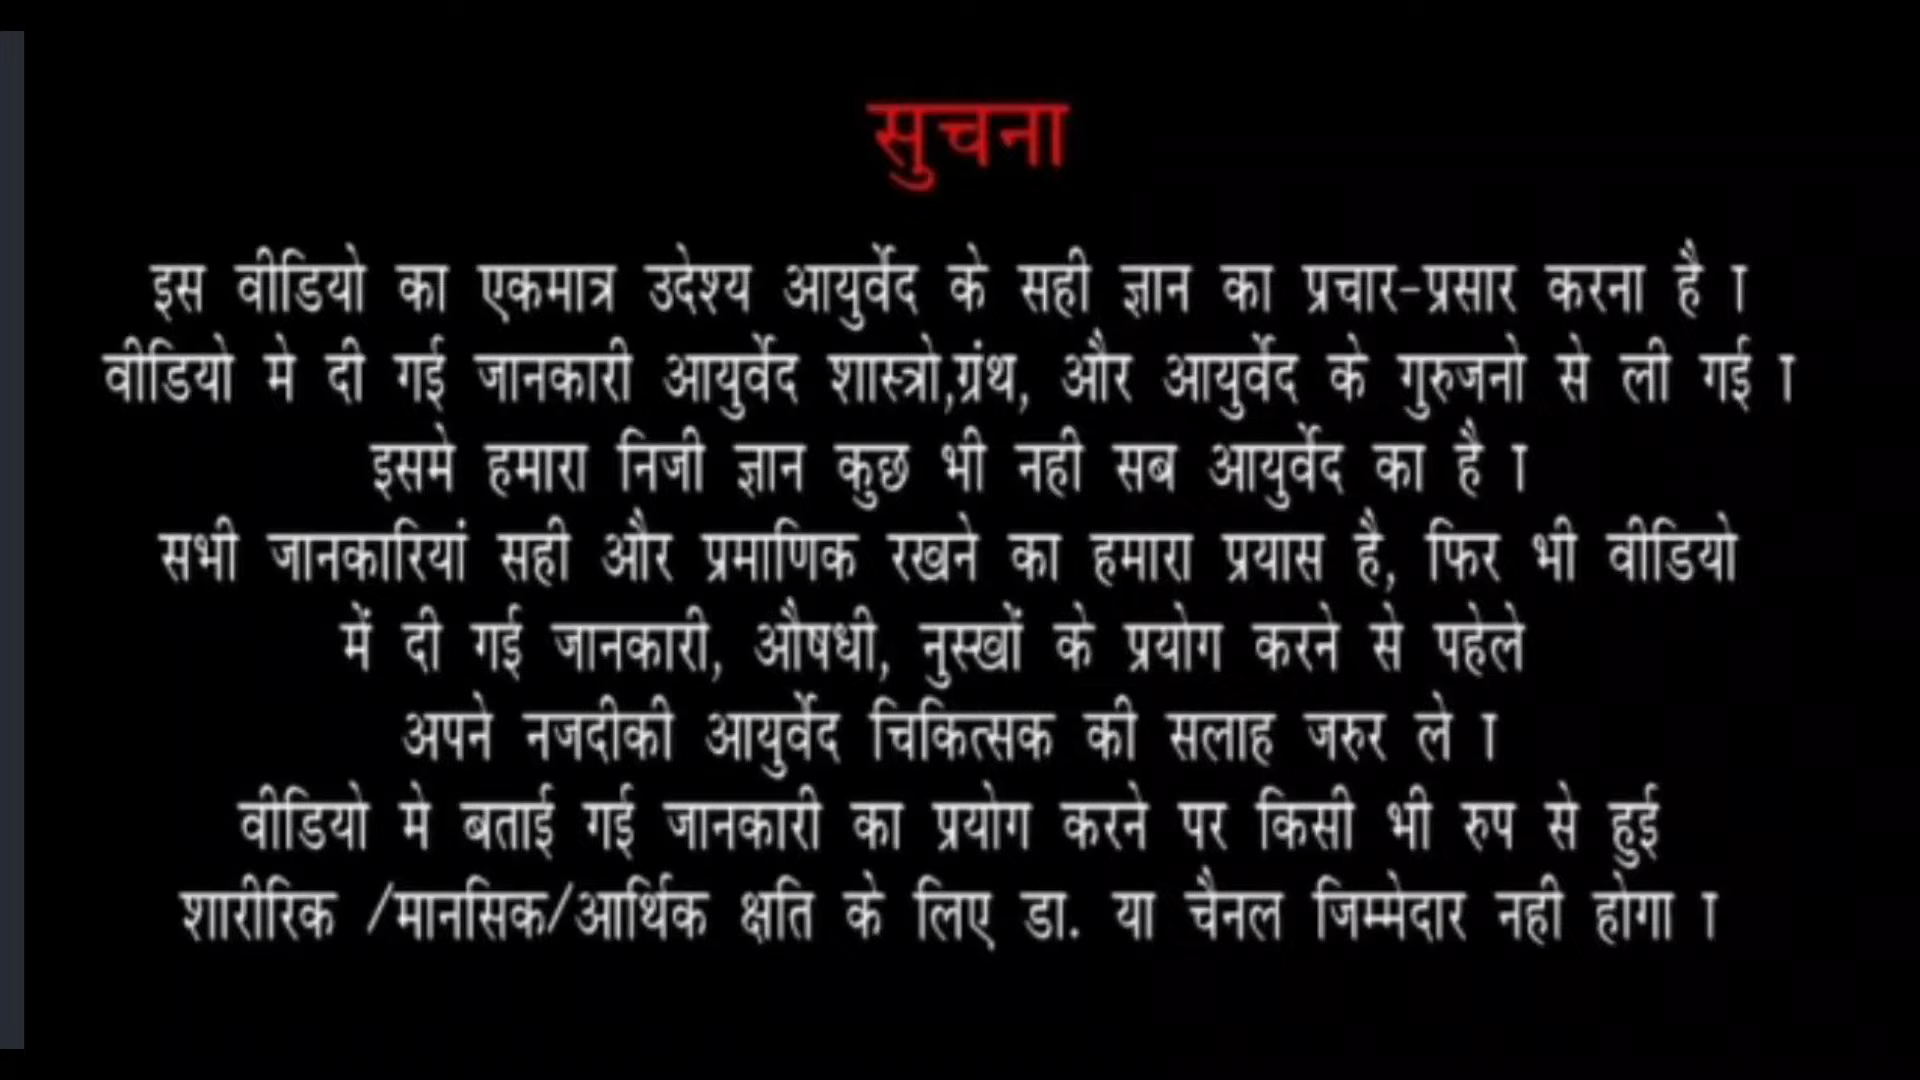 सुचना
इस वीडियो का एकमात्र उदेश्य आयुर्वेद के सही ज्ञान का प्रचार-प्रसार करना है ा
वीडियो मे दी गई जानकारी आयुर्वेद शास्त्रो,ग्रंथ, और आयुर्वेद के गुरुजनो से ली गई ा
इसमे हमारा निजी ज्ञान कुछ भी नही सब आयुर्वेद का है ा
सभी जानकारियां सही और प्रमाणिक रखने का हमारा प्रयास है, फिर भी वीडियो
में दी गई जानकारी, औषधी, नुस्खों के प्रयोग करने से पहेले
अपने नजदीकी आयुर्वेद चिकित्सक की सलाह जरुर ले ा
वीडियो मे बताई गई जानकारी का प्रयोग करने पर किसी भी रुप से हुई
शारीरिक /मानसिक/आर्थिक क्षति के लिए डा. या चैनल जिम्मेदार नही होगा ा